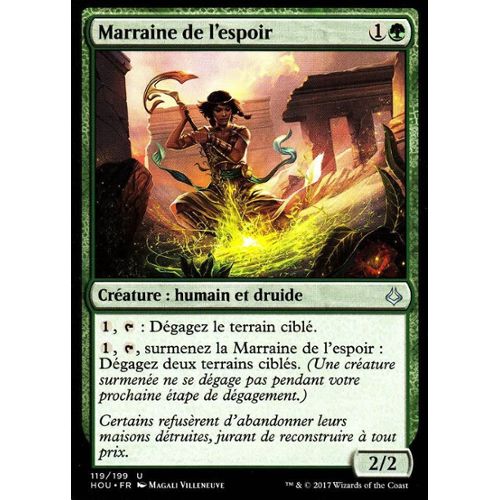 Marraine de l'espoir 1
Créature : humain et druide
1, : Dégagez le terrain ciblé.
1, , surmenez la Marraine de l'espoir :
Dégagez deux terrains ciblés. (Une créature
surmenée ne se dégage pas pendant votre
prochaine étape de dégagement.)
Certains refusèrent d'abandonner leurs
maisons détruites, jurant de reconstruire à tout
prix.
2/2
119/199 U
HOU • FR Magali Villeneuve
™ & © 2017 Wizards of the Coast